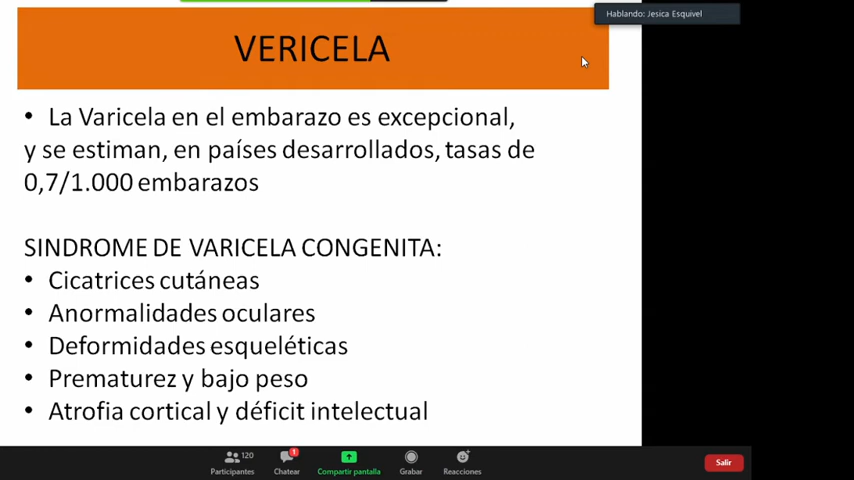 Hablando: Jesica Esquivel
VERICELA
• La Varicela en el embarazo es excepcional,
y se estiman, en países desarrollados, tasas de
0,7/1.000 embarazos
SINDROME DE VARICELA CONGENITA:
• Cicatrices cutáneas
• Anormalidades oculares
• Deformidades esqueléticas
• Prematurez y bajo peso
• Atrofia cortical y déficit intelectual
120
1
Participantes
Chatear
Compartir pantalla
Grabar
Reacciones
Salir